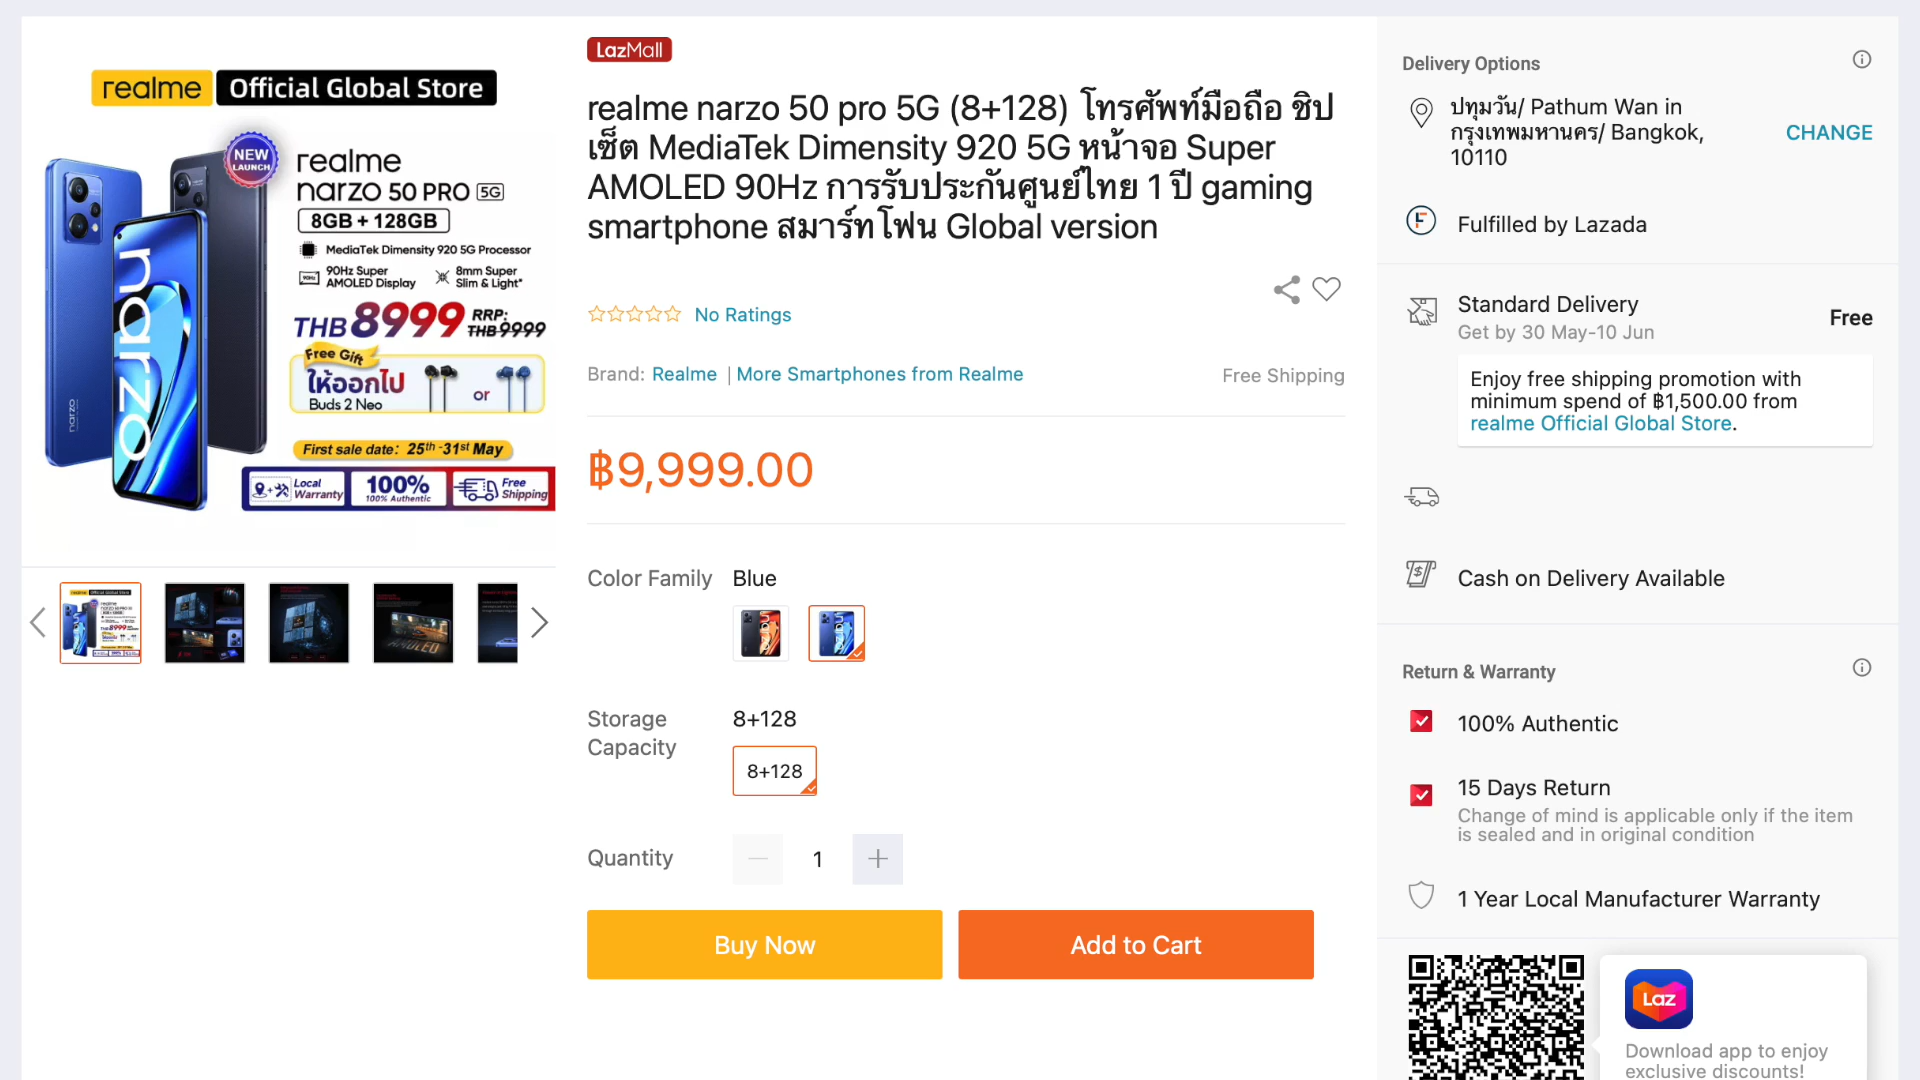 realme Official Global Store
NEW
LAUNCH
realme
narzo 50 PRO 5G
8GB + 128GB
MediaTek Dimensity 920 5G Processor
90Hz
90Hz Super
AMOLED Display
8mm Super
Slim & Light*
THB 8999 RRP:
THB 9999
Free Gift
ให้ออกไป
Buds 2 Neo
or
narzo
narzo
First sale date: 25th -31st May
Local
Warranty
100%
100% Authentic
Free
Shipping
LazMall
realme narzo 50 pro 5G (8+128) โทรศัพท์มือถือ ชิป
เซ็ต MediaTek Dimensity 920 5G หน้าจอ Super
AMOLED 90Hz การรับประกันศูนย์ไทย 1 ปี gaming
smartphone สมาร์ทโฟน Global version
No Ratings
Brand: Realme | More Smartphones from Realme
Free Shipping
฿9,999.00
Color Family Blue
Storage
Capacity
8+128
8+128
Quantity
1
Buy Now
Add to Cart
Delivery Options
ปทุมวัน/ Pathum Wan in
กรุงเทพมหานคร/ Bangkok,
10110
CHANGE
Fulfilled by Lazada
Standard Delivery
Get by 30 May-10 Jun
Free
Enjoy free shipping promotion with
minimum spend of ฿1,500.00 from
realme Official Global Store.
Cash on Delivery Available
Return & Warranty
100% Authentic
15 Days Return
Change of mind is applicable only if the item
is sealed and in original condition
1 Year Local Manufacturer Warranty
Laz
Download app to enjoy
exclusive discounts!